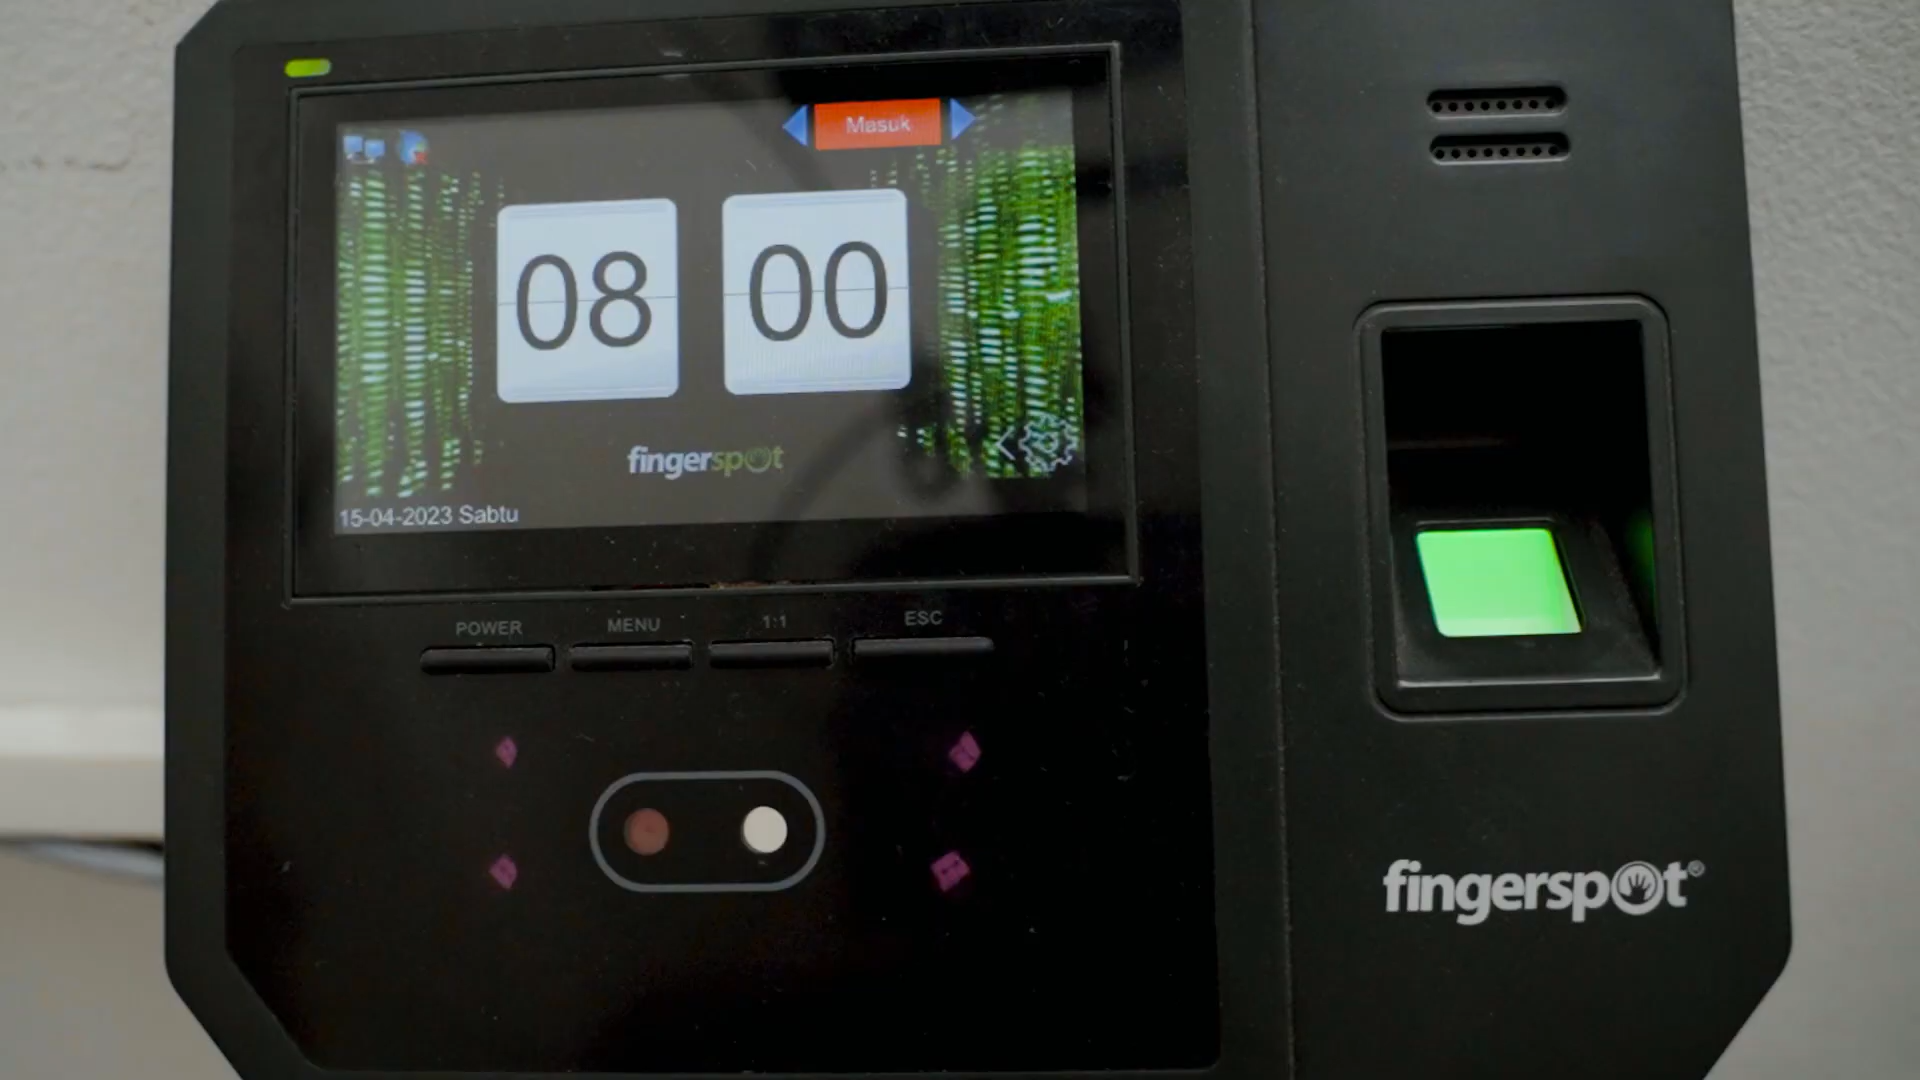 Masuk
08 00
fingerspot
15-04-2023 Sabtu
POWER MENU 1:1 ESC
fingerspot®